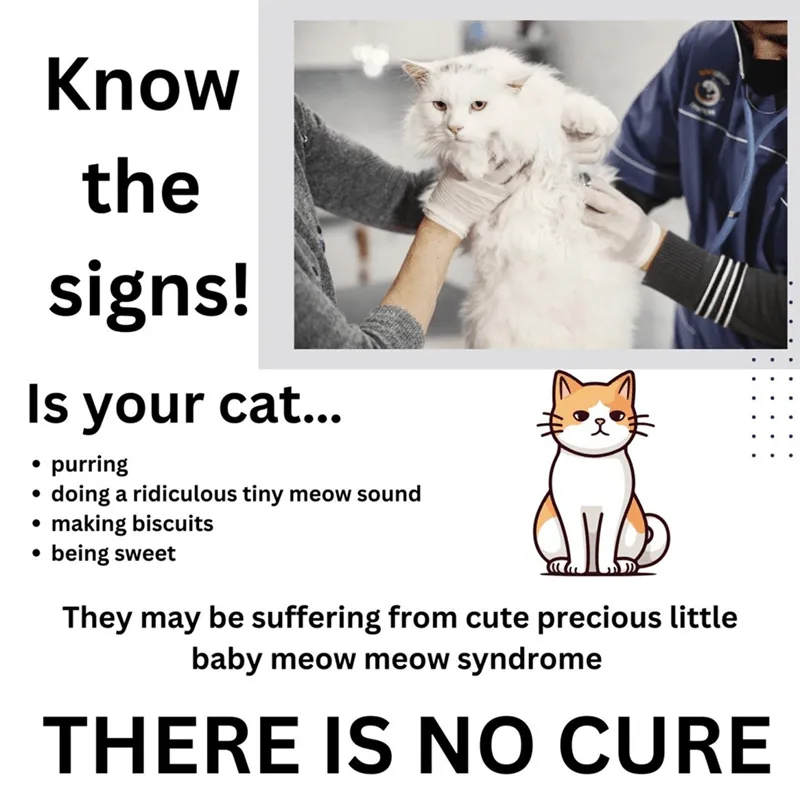 Know
the
signs!
Is your cat...
• purring
• doing a ridiculous tiny meow sound
• making biscuits
• being sweet
They may be suffering from cute precious little
baby meow meow syndrome
THERE IS NO CURE